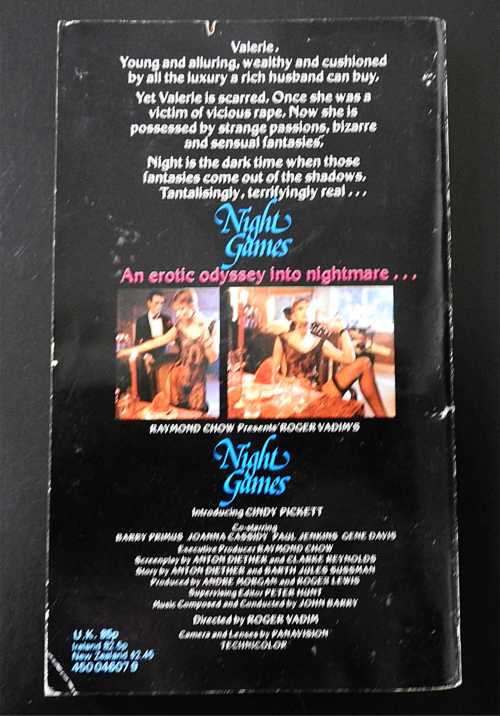 Valerie.
Young and alluring, wealthy and cushioned
by all the luxury a rich husband can buy.
Yet Valerie is scarred. Once she was a
victim of vicious rape. Now she is
possessed by strange passions, bizarre
and sensual fantasies.
Night is the dark time when those
fantasies come out of the shadows.
Tantalisingly, terrifyingly real...
Night
Games
An erotic odyssey into nightmare...
RAYMOND CHOW Presents ROGER VADIM'S
Night
Games
Introducing CINDY PICKETT
Co-starring
BARRY PRIMUS JOANNA CASSIDY PAUL JENKINS GENE DAVIS
Executive Producer RAYMOND CHOW
Screenplay by ANTON DIETHER and CLARKE REYNOLDS
Story by ANTON DIETHER and BARTH JULES SUSSMAN
Produced by ANDRE MORGAN and ROGER LEWIS
Supervising Editor PETER HUNT
Music Composed and Conducted by JOHN BARRY
Directed by ROGER VADIM
Camera and Lenses by PANAVISION
TECHNICOLOR
U.K. 95p
Ireland 82.5p
New Zealand $2.45
450 04607 9